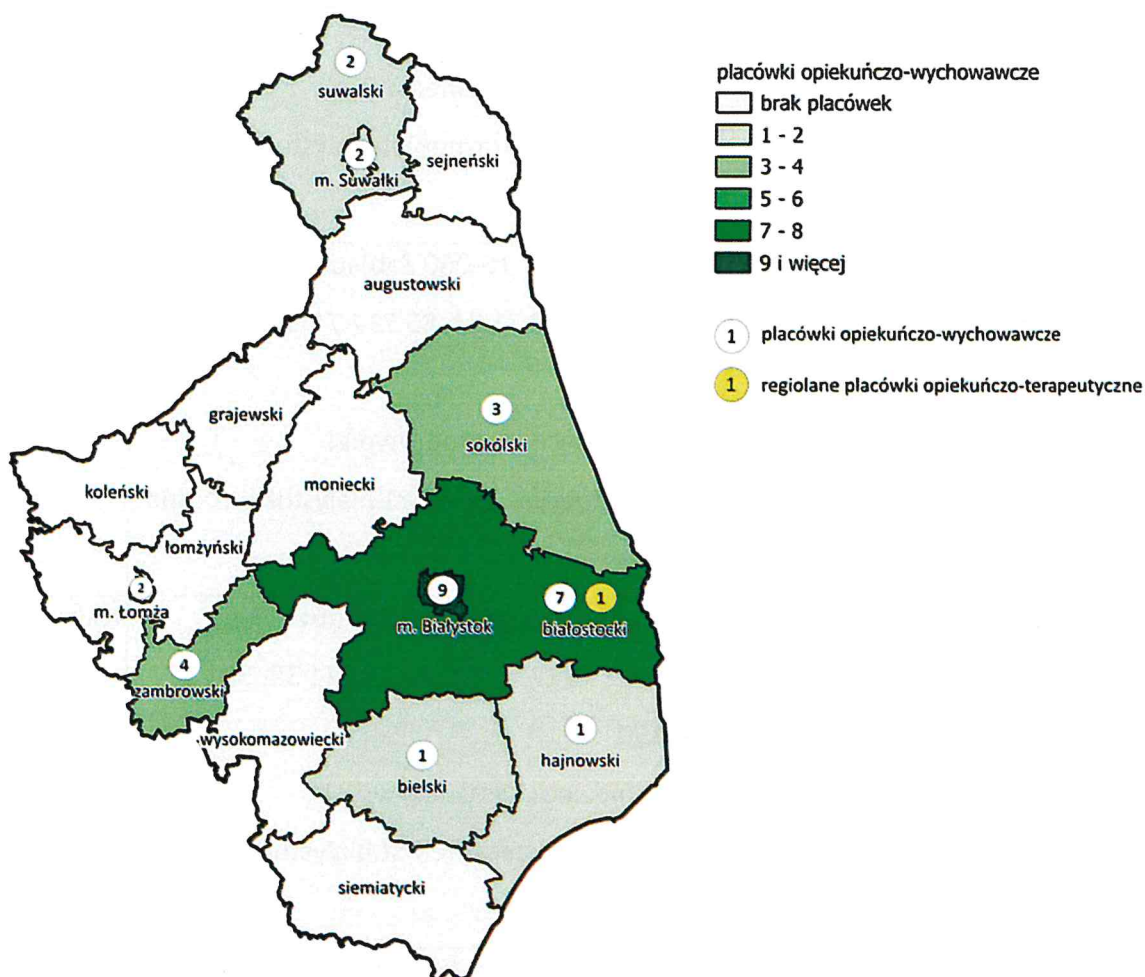 2
suwalski
2
m. Suwałki
sejneński
augustowski
grajewski
3
sokólski
koleński
moniecki
łomżyński
2
m. Łomża
9
m. Białystok
7 1
białostocki
4
zambrowski
wysokomazowiecki
1
bielski
1
hajnowski
siemiatycki
placówki opiekuńczo-wychowawcze
brak placówek
1 - 2
3 - 4
5 - 6
7 - 8
9 i więcej
1 placówki opiekuńczo-wychowawcze
1 regiolane placówki opiekuńczo-terapeutyczne